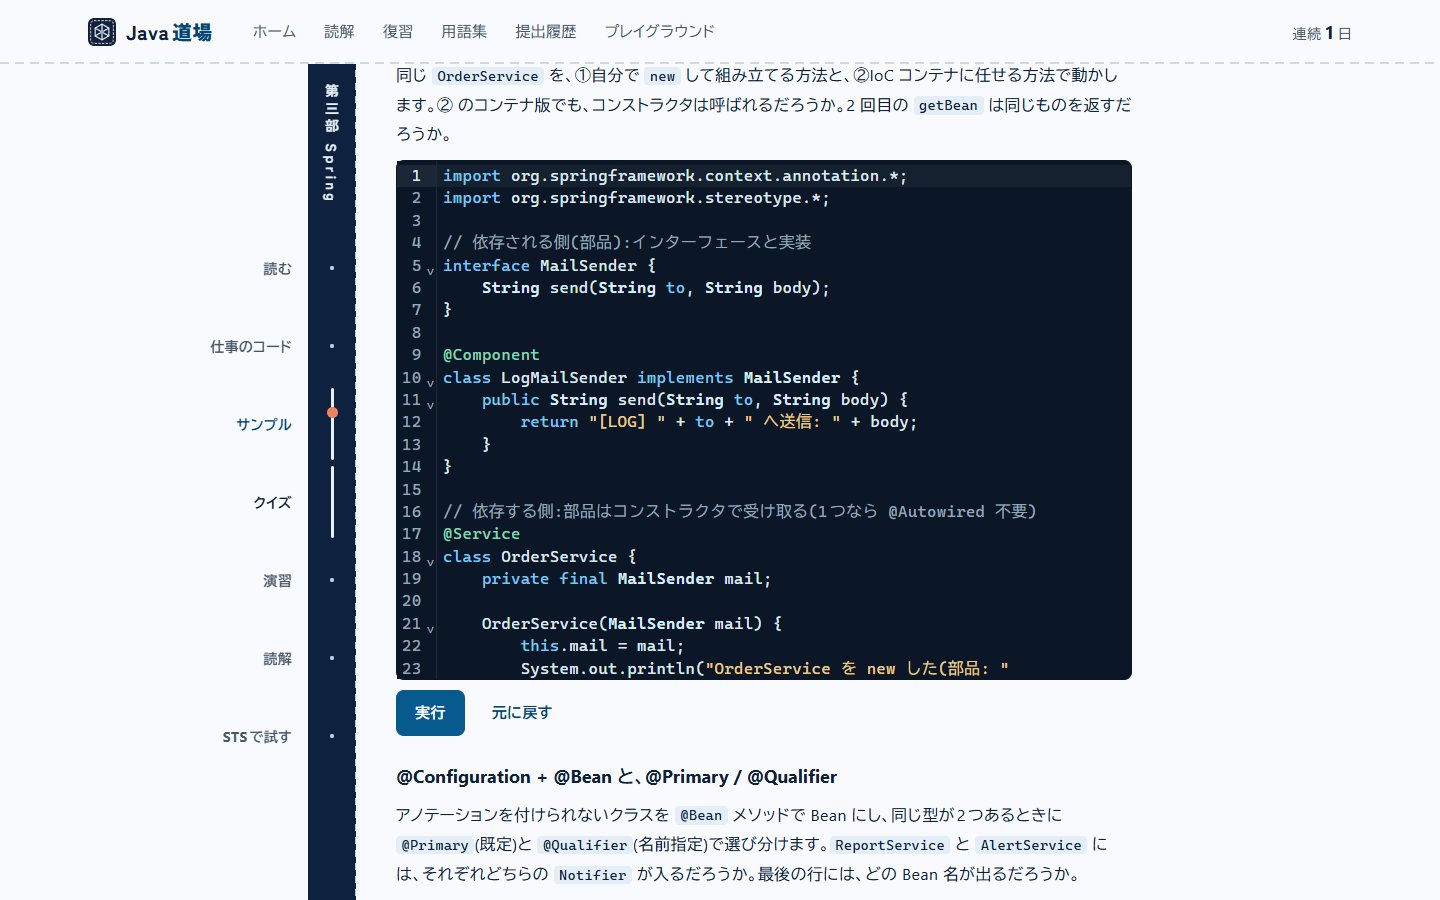 Java 道場
ホーム 読解 復習 用語集 提出履歴 プレイグラウンド
連続 1 日
第三部 Spring
読む
仕事のコード
サンプル
クイズ
演習
読解
STSで試す
同じ OrderService を、①自分で new して組み立てる方法と、②IoC コンテナに任せる方法で動かし
ます。② のコンテナ版でも、コンストラクタは呼ばれるだろうか。2 回目の getBean は同じものを返すだ
ろうか。
1 import org.springframework.context.annotation.*;
2 import org.springframework.stereotype.*;
3
4 // 依存される側(部品):インターフェースと実装
5 interface MailSender {
6     String send(String to, String body);
7 }
8
9 @Component
10 class LogMailSender implements MailSender {
11     public String send(String to, String body) {
12         return "[LOG] " + to + " へ送信: " + body;
13     }
14 }
15
16 // 依存する側:部品はコンストラクタで受け取る(1つなら @Autowired 不要)
17 @Service
18 class OrderService {
19     private final MailSender mail;
20
21     OrderService(MailSender mail) {
22         this.mail = mail;
23         System.out.println("OrderService を new した(部品: "
実行 元に戻す
@Configuration + @Bean と、@Primary / @Qualifier
アノテーションを付けられないクラスを @Bean メソッドで Bean にし、同じ型が2つあるときに
@Primary(既定)と @Qualifier(名前指定)で選び分けます。ReportService と AlertService に
は、それぞれどちらの Notifier が入るだろうか。最後の行には、どの Bean 名が出るだろうか。